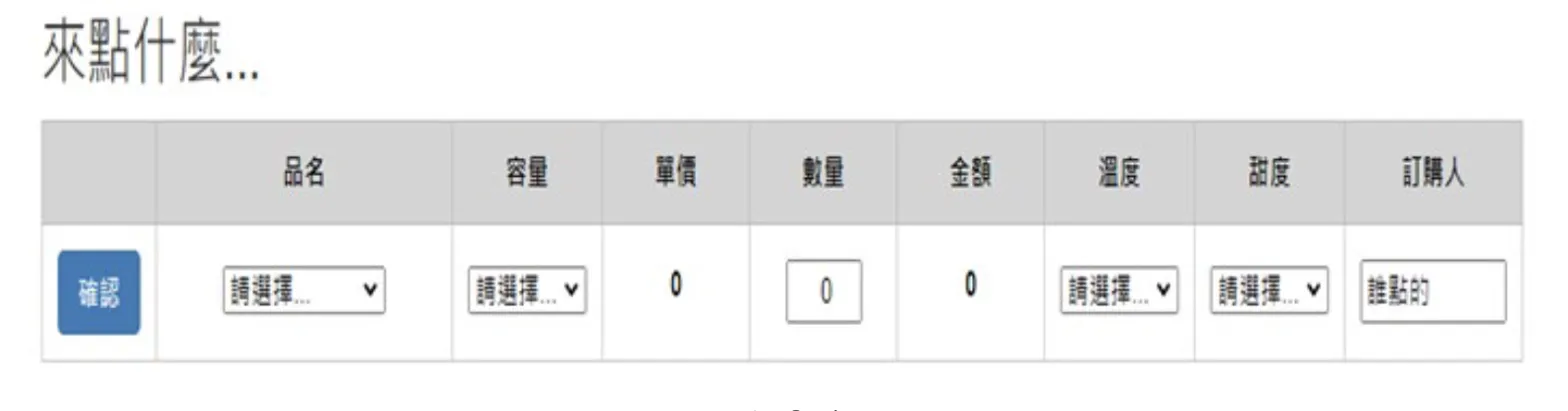 來點什麼...
品名 容量 單價 數量 金額 溫度 甜度 訂購人
確認 請選擇... 請選擇... 0 0 0 請選擇... 請選擇... 誰點的